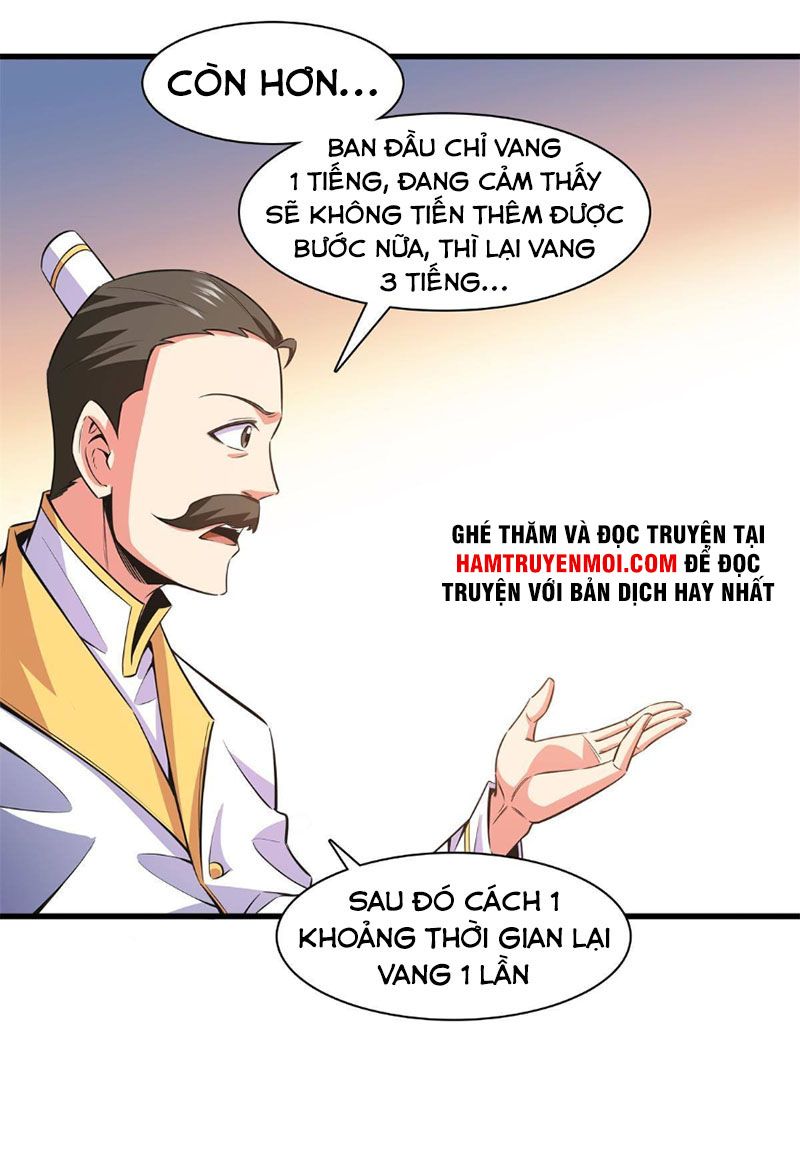 CÒN HƠN...
BAN ĐẦU CHỈ VANG
1 TIẾNG, ĐANG CẢM THẤY
SẼ KHÔNG TIẾN THÊM ĐƯỢC
BƯỚC NỮA, THÌ LẠI VANG
3 TIẾNG...
GHÉ THĂM VÀ ĐỌC TRUYỆN TẠI
HAMTRUYENMOI.COM ĐỂ ĐỌC
TRUYỆN VỚI BẢN DỊCH HAY NHẤT
SAU ĐÓ CÁCH 1
KHOẢNG THỜI GIAN LẠI
VANG 1 LẦN